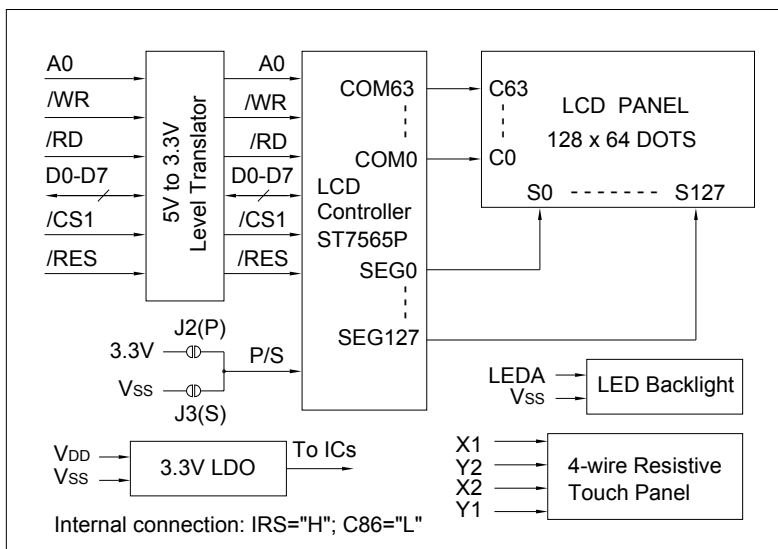 A0
/WR
/RD
D0-D7
/CS1
/RES
5V to 3.3V
Level Translator
A0
/WR
/RD
D0-D7
/CS1
/RES
LCD
Controller
ST7565P
COM63
COM0
SEG0
SEG127
C63
C0
LCD PANEL
128 x 64 DOTS
S0
S127
J2(P)
3.3V
P/S
VSS
J3(S)
LEDA
VSS
LED Backlight
VDD
VSS
3.3V LDO
To ICs
X1
Y2
X2
Y1
4-wire Resistive
Touch Panel
Internal connection: IRS="H"; C86="L"